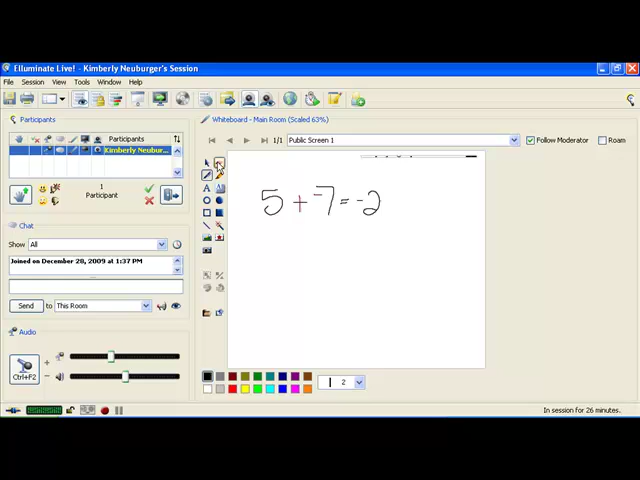 Elluminate Live! - Kimberly Neuburger's Session
File Session View Tools Window Help
Participants
Whiteboard - Main Room (Scaled 63%)
1/1 Public Screen 1 Follow Moderator Roam
Participants
Kimberly Neubur...
1
Participant
A
5 + -7 = -2
Chat
Show All
Joined on December 28, 2009 at 1:37 PM
Send to This Room
Audio
Ctrl+F2
2
In session for 26 minutes.